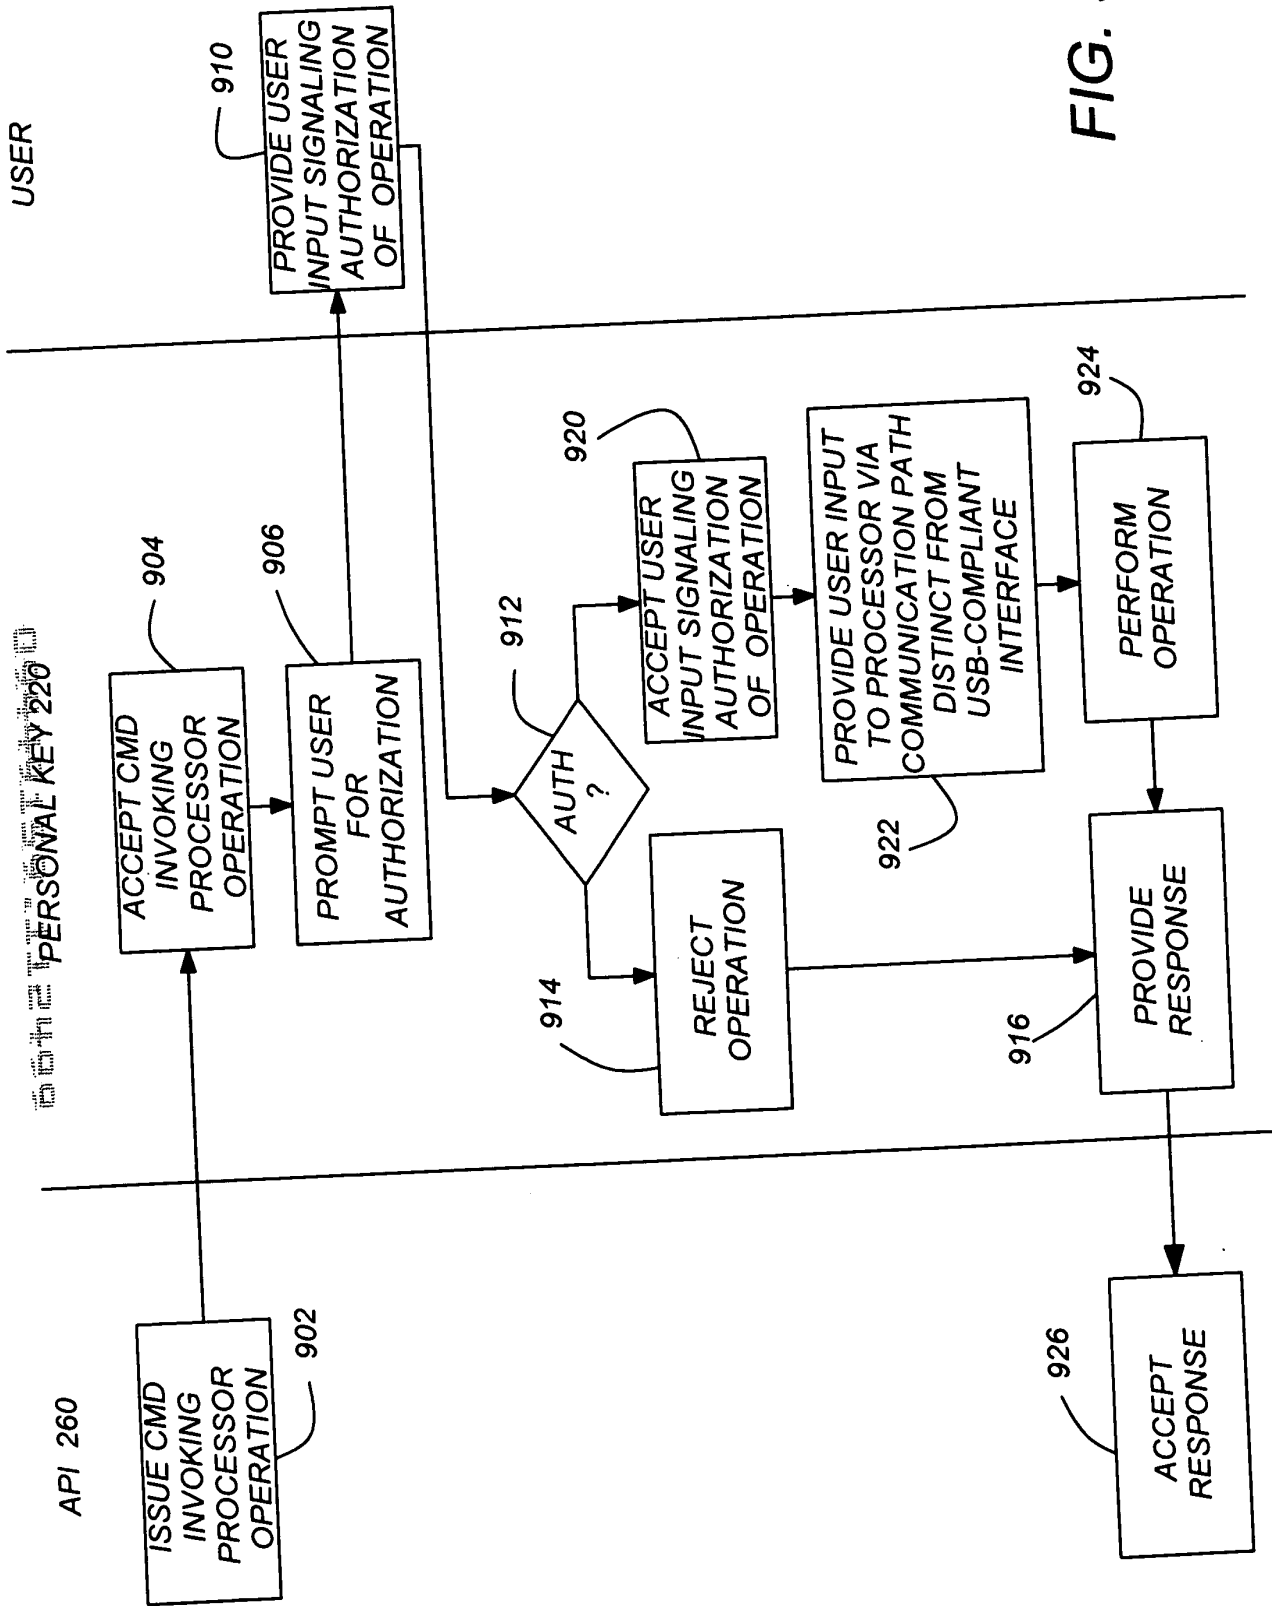 API 260
PERSONAL KEY 220
USER
ISSUE CMD
INVOKING
PROCESSOR
OPERATION
902
ACCEPT CMD
INVOKING
PROCESSOR
OPERATION
904
PROMPT USER
FOR
AUTHORIZATION
906
PROVIDE USER
INPUT SIGNALING
AUTHORIZATION
OF OPERATION
910
AUTH
?
912
REJECT
OPERATION
914
ACCEPT USER
INPUT SIGNALING
AUTHORIZATION
OF OPERATION
920
PROVIDE USER INPUT
TO PROCESSOR VIA
COMMUNICATION PATH
DISTINCT FROM
USB-COMPLIANT
INTERFACE
922
PERFORM
OPERATION
924
PROVIDE
RESPONSE
916
ACCEPT
RESPONSE
926
FIG.